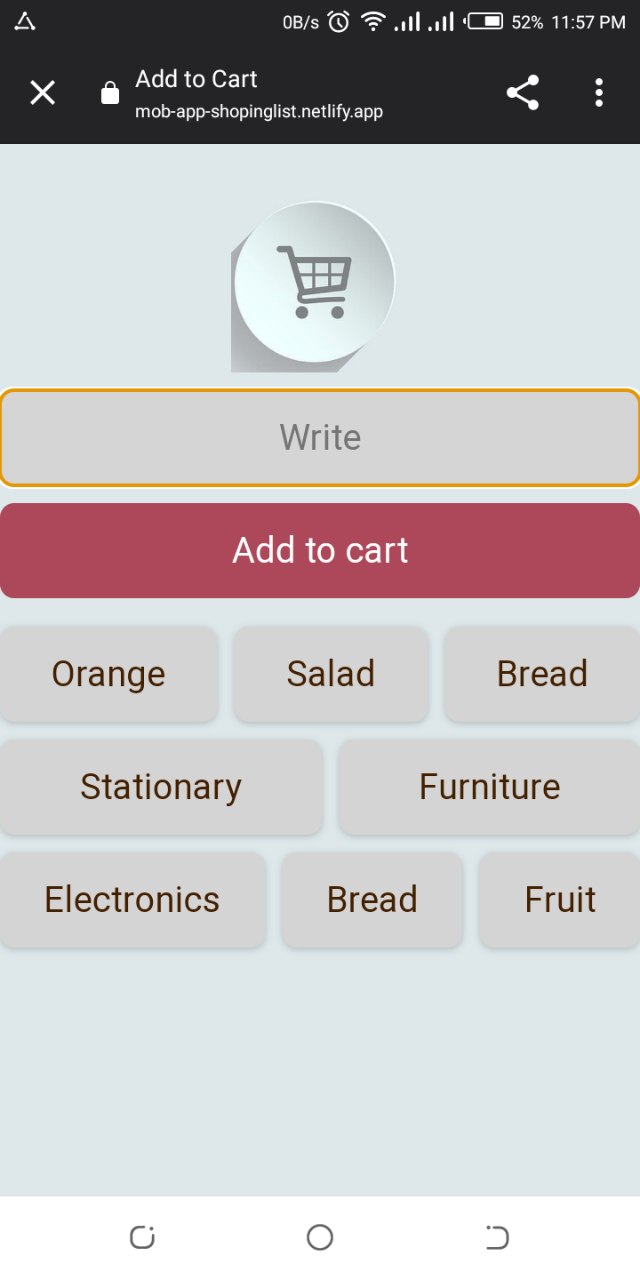 0B/s 52% 11:57 PM
Add to Cart
mob-app-shopinglist.netlify.app
Write
Add to cart
Orange Salad Bread
Stationary Furniture
Electronics Bread Fruit